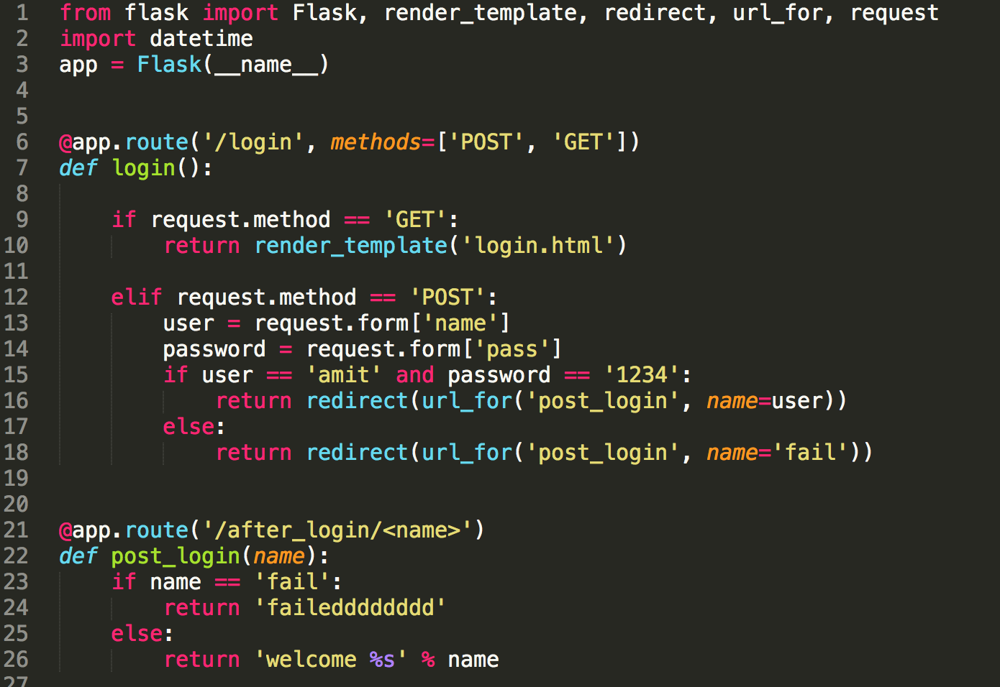 1 from flask import Flask, render_template, redirect, url_for, request
2 import datetime
3 app = Flask(__name__)
4
5
6 @app.route('/login', methods=['POST', 'GET'])
7 def login():
8
9     if request.method == 'GET':
10         return render_template('login.html')
11
12     elif request.method == 'POST':
13         user = request.form['name']
14         password = request.form['pass']
15         if user == 'amit' and password == '1234':
16             return redirect(url_for('post_login', name=user))
17         else:
18             return redirect(url_for('post_login', name='fail'))
19
20
21 @app.route('/after_login/<name>')
22 def post_login(name):
23     if name == 'fail':
24         return 'faileddddddddd'
25     else:
26         return 'welcome %s' % name
27